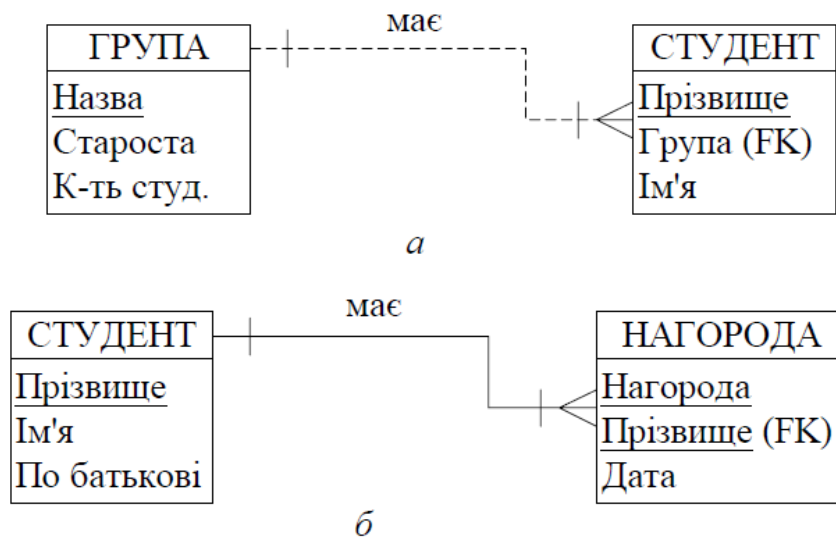 має
ГРУПА
Назва
Староста
К-ть студ.
СТУДЕНТ
Прізвище
Група (FK)
Ім'я
а
має
СТУДЕНТ
Прізвище
Ім'я
По батькові
НАГОРОДА
Нагорода
Прізвище (FK)
Дата
б